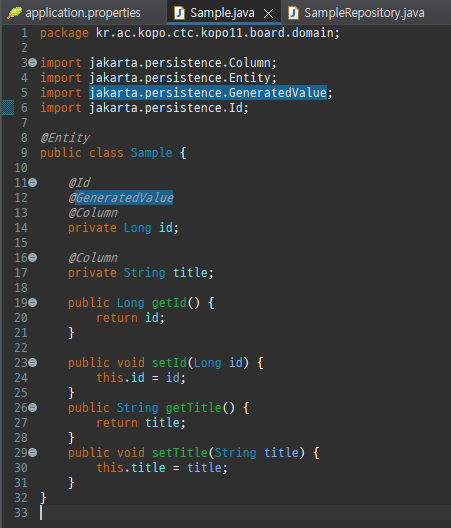 application.properties Sample.java SampleRepository.java
1 package kr.ac.kopo.ctc.kopo11.board.domain;
2
3 import jakarta.persistence.Column;
4 import jakarta.persistence.Entity;
5 import jakarta.persistence.GeneratedValue;
6 import jakarta.persistence.Id;
7
8 @Entity
9 public class Sample {
10
11 @Id
12 @GeneratedValue
13 @Column
14 private Long id;
15
16 @Column
17 private String title;
18
19 public Long getId() {
20 return id;
21 }
22
23 public void setId(Long id) {
24 this.id = id;
25 }
26 public String getTitle() {
27 return title;
28 }
29 public void setTitle(String title) {
30 this.title = title;
31 }
32 }
33